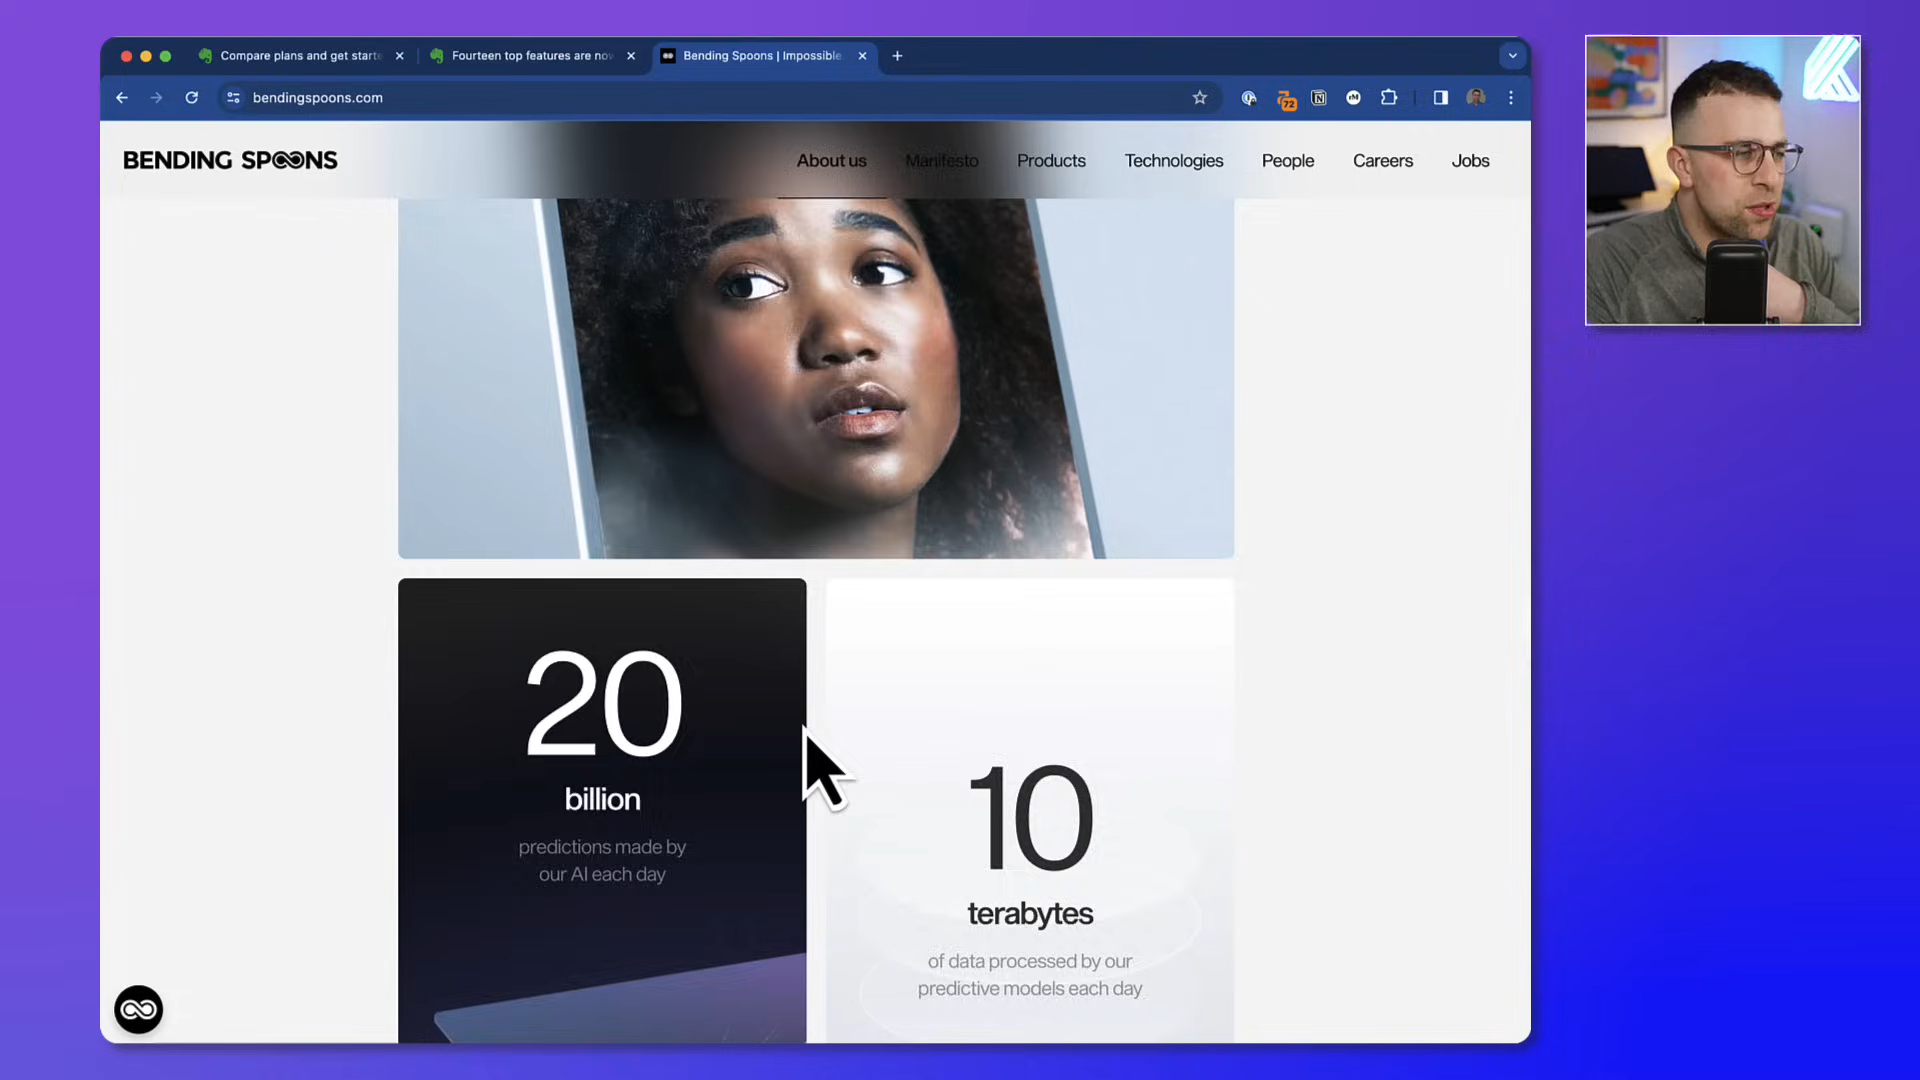 Compare plans and get starte
Fourteen top features are nov
Bending Spoons | Impossible
bendingspoons.com
72
BENDING SPOONS
About us
Manifesto
Products
Technologies
People
Careers
Jobs
20
billion
predictions made by
our AI each day
10
terabytes
of data processed by our
predictive models each day